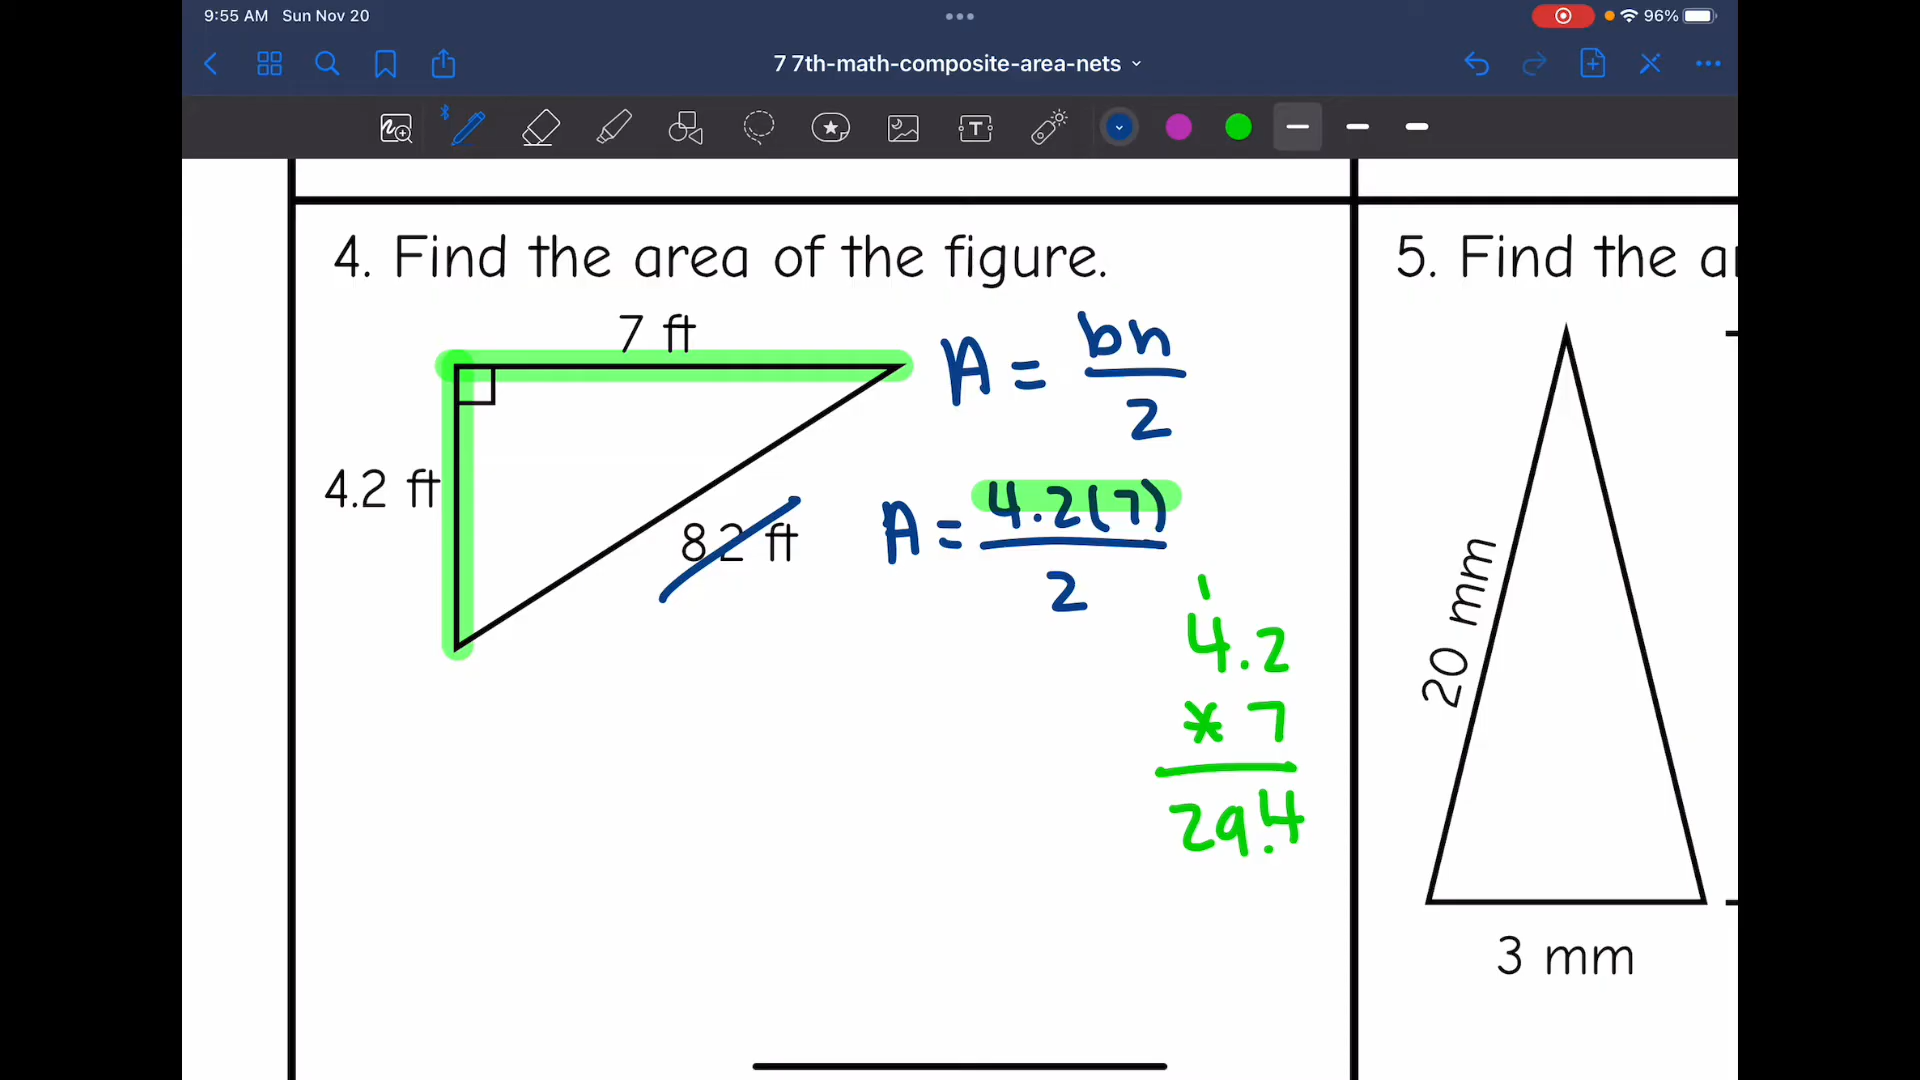 9:55 AM Sun Nov 20
96%
7 7th-math-composite-area-nets
4. Find the area of the figure.
7 ft
4.2 ft
8.2 ft
A = bh
2
A = 4.2(7)
2
1
4.2
* 7
29.4
5. Find the a
20 mm
3 mm